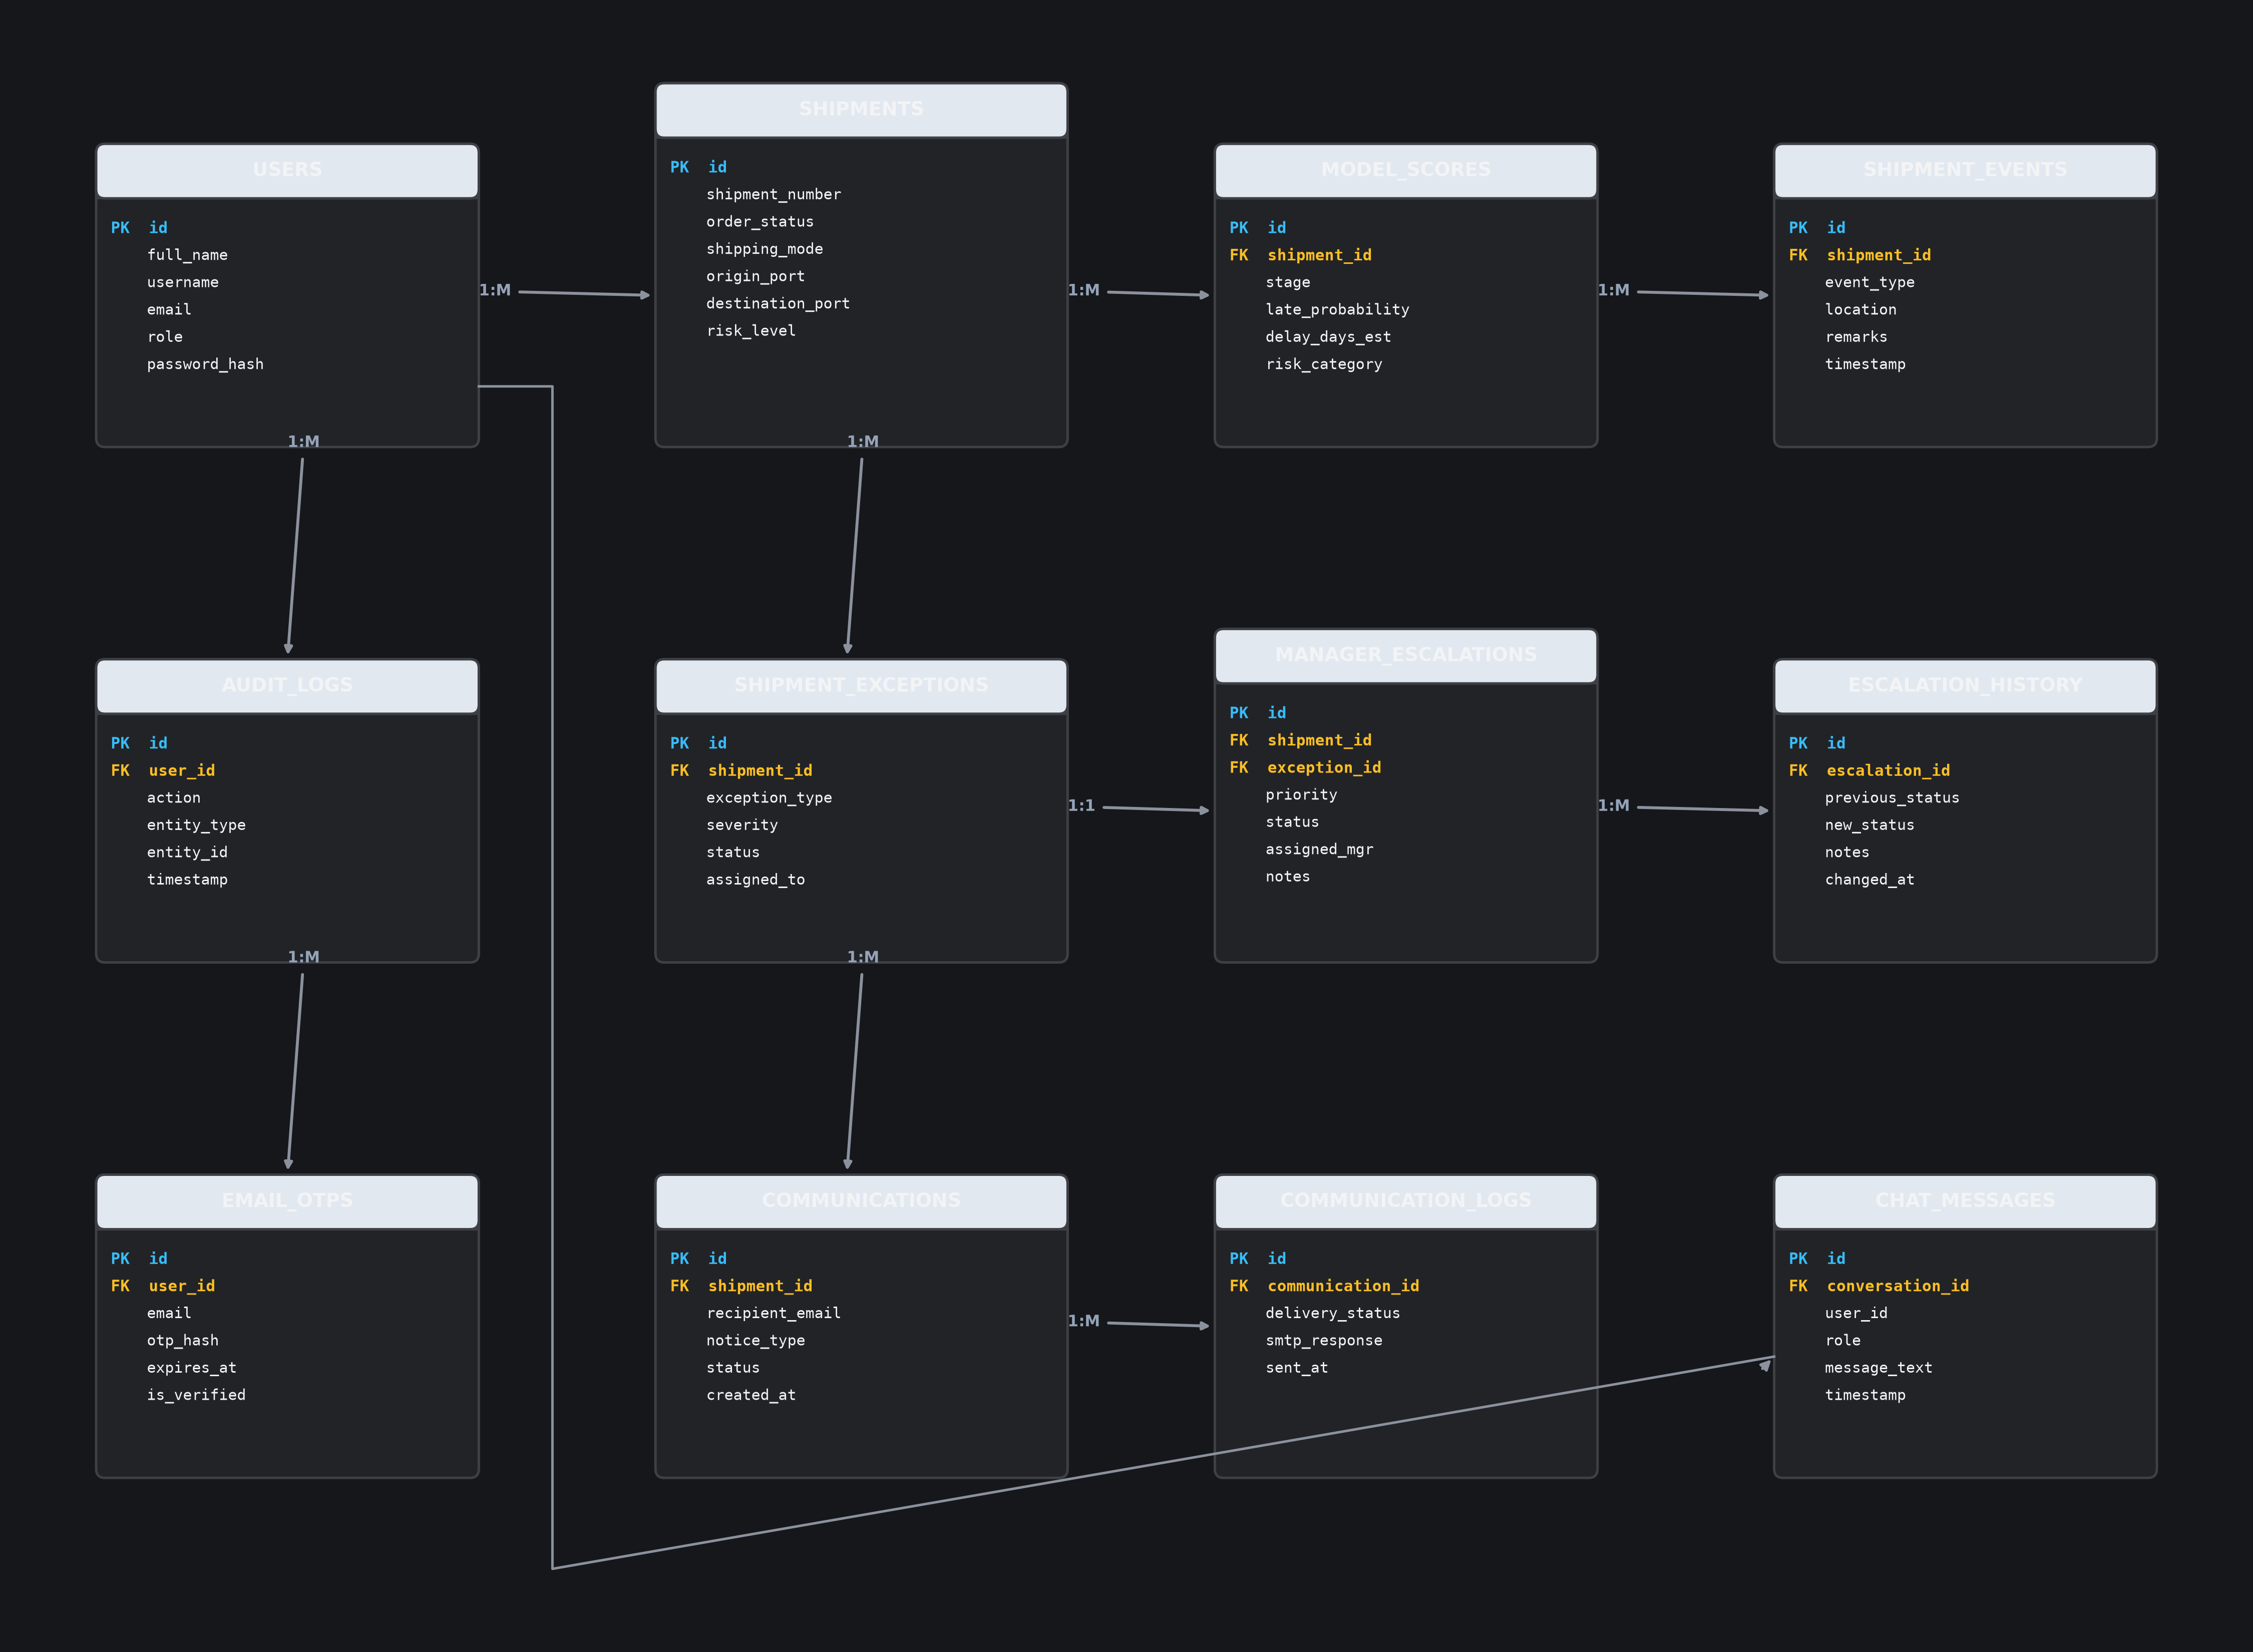 USERS
PK id
full_name
username
email
role
password_hash
1:M
1:M
SHIPMENTS
PK id
shipment_number
order_status
shipping_mode
origin_port
destination_port
risk_level
1:M
1:M
MODEL_SCORES
PK id
FK shipment_id
stage
late_probability
delay_days_est
risk_category
1:M
SHIPMENT_EVENTS
PK id
FK shipment_id
event_type
location
remarks
timestamp
AUDIT_LOGS
PK id
FK user_id
action
entity_type
entity_id
timestamp
1:M
SHIPMENT_EXCEPTIONS
PK id
FK shipment_id
exception_type
severity
status
assigned_to
1:1
1:M
MANAGER_ESCALATIONS
PK id
FK shipment_id
FK exception_id
priority
status
assigned_mgr
notes
1:M
ESCALATION_HISTORY
PK id
FK escalation_id
previous_status
new_status
notes
changed_at
EMAIL_OTPS
PK id
FK user_id
email
otp_hash
expires_at
is_verified
COMMUNICATIONS
PK id
FK shipment_id
recipient_email
notice_type
status
created_at
1:M
COMMUNICATION_LOGS
PK id
FK communication_id
delivery_status
smtp_response
sent_at
CHAT_MESSAGES
PK id
FK conversation_id
user_id
role
message_text
timestamp